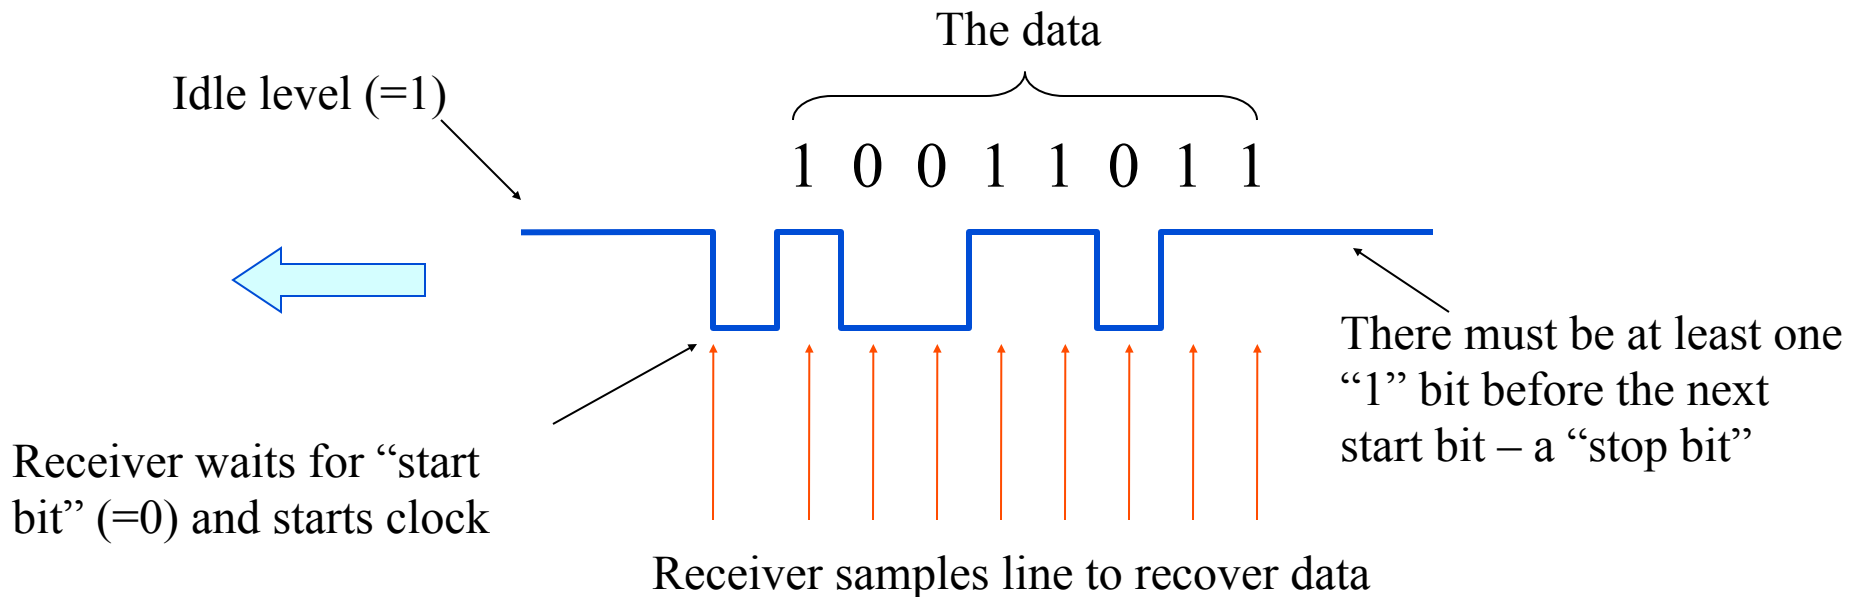 The data
Idle level (=1)
1 0 0 1 1 0 1 1
There must be at least one
“1” bit before the next
start bit – a “stop bit”
Receiver waits for “start
bit” (=0) and starts clock
Receiver samples line to recover data